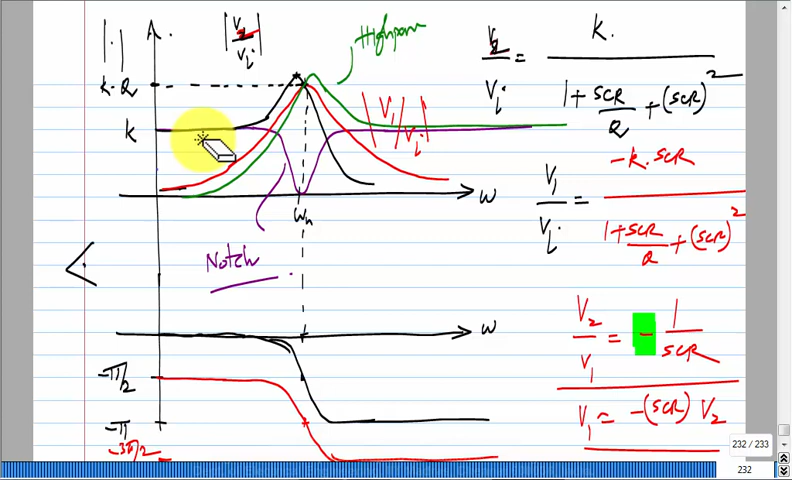 |·| A.
|V2/Vi|
Highpass
k·Q
k
|V1/Vi|
ω
ωn
Notch
<
ω
-π/2
-π
-3π/2
V2/Vi = k. / 1+sCR/Q+(sCR)^2
V1/Vi = -k·sCR / 1+sCR/Q+(sCR)^2
V2/V1 = - 1/sCR
V1 = -(sCR) V2
232 / 233
232